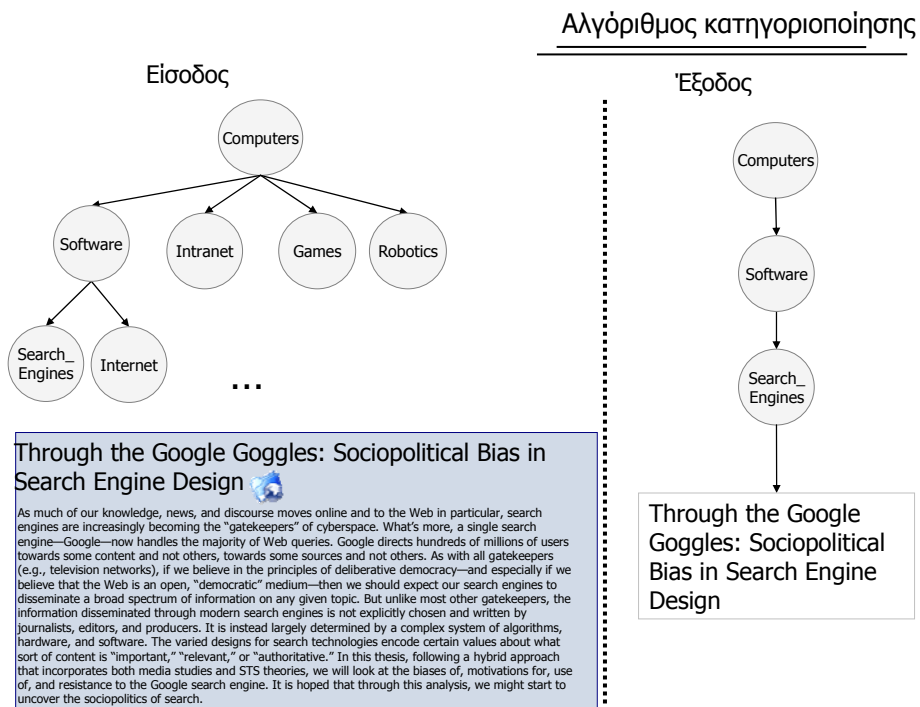 Αλγόριθμος κατηγοριοποίησης
Είσοδος
Computers
Software
Intranet
Games
Robotics
Search_
Engines
Internet
...
Through the Google Goggles: Sociopolitical Bias in
Search Engine Design
As much of our knowledge, news, and discourse moves online and to the Web in particular, search
engines are increasingly becoming the “gatekeepers” of cyberspace. What’s more, a single search
engine—Google—now handles the majority of Web queries. Google directs hundreds of millions of users
towards some content and not others, towards some sources and not others. As with all gatekeepers
(e.g., television networks), if we believe in the principles of deliberative democracy—and especially if we
believe that the Web is an open, “democratic” medium—then we should expect our search engines to
disseminate a broad spectrum of information on any given topic. But unlike most other gatekeepers, the
information disseminated through modern search engines is not explicitly chosen and written by
journalists, editors, and producers. It is instead largely determined by a complex system of algorithms,
hardware, and software. The varied designs for search technologies encode certain values about what
sort of content is “important,” “relevant,” or “authoritative.” In this thesis, following a hybrid approach
that incorporates both media studies and STS theories, we will look at the biases of, motivations for, use
of, and resistance to the Google search engine. It is hoped that through this analysis, we might start to
uncover the sociopolitics of search.
Έξοδος
Computers
Software
Search_
Engines
Through the Google
Goggles: Sociopolitical
Bias in Search Engine
Design